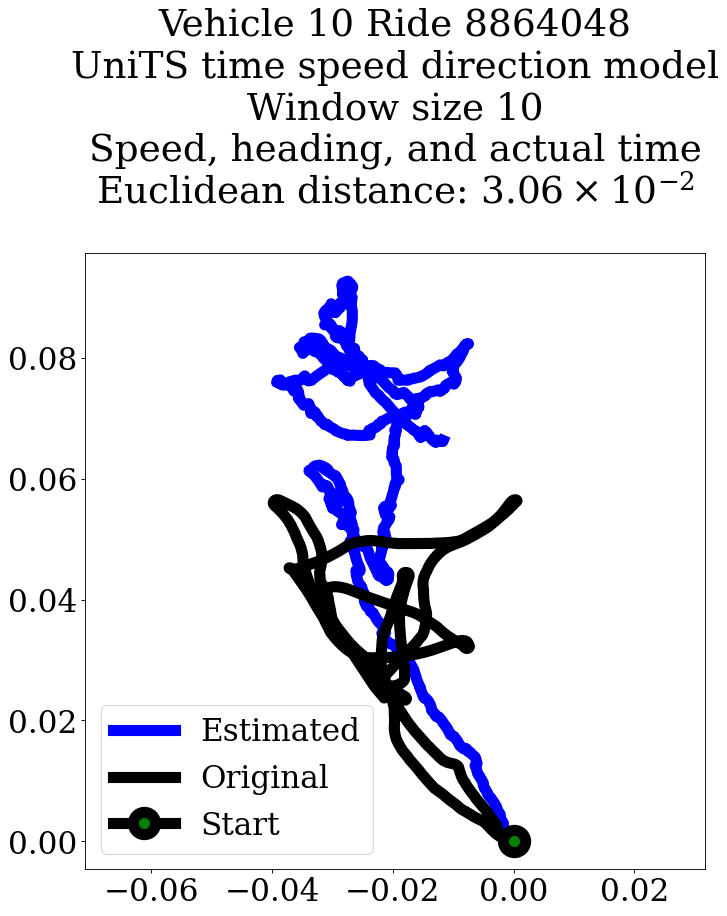 Vehicle 10 Ride 8864048
UniTS time speed direction model
Window size 10
Speed, heading, and actual time
Euclidean distance: 3.06 × 10⁻²
0.08
0.06
0.04
0.02
0.00
Estimated
Original
Start
−0.06 −0.04 −0.02 0.00 0.02